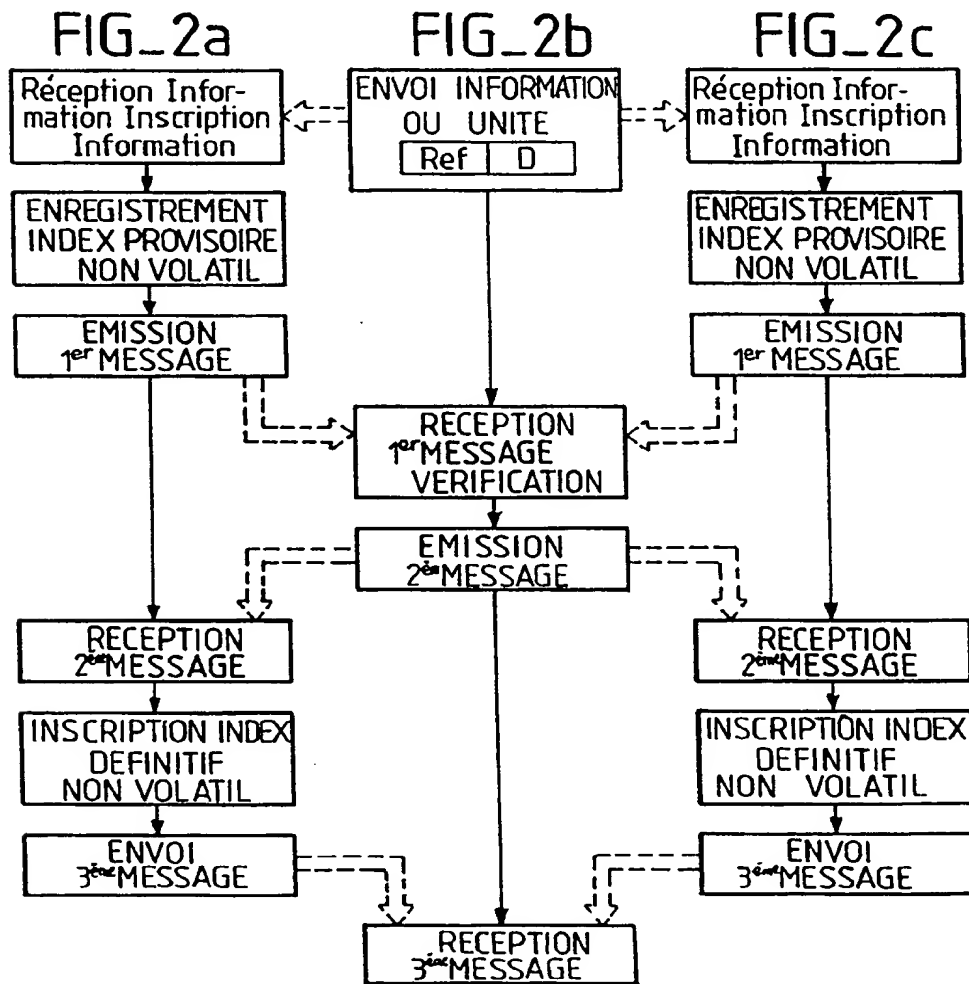 FIG_2a
Réception Infor-
mation Inscription
Information
ENREGISTREMENT
INDEX PROVISOIRE
NON VOLATIL
EMISSION
1er MESSAGE
RECEPTION
2ème MESSAGE
INSCRIPTION INDEX
DEFINITIF
NON VOLATIL
ENVOI
3ème MESSAGE
FIG_2b
ENVOI INFORMATION
OU UNITE
Ref D
RECEPTION
1er MESSAGE
VERIFICATION
EMISSION
2èm MESSAGE
RECEPTION
3ème MESSAGE
FIG_2c
Réception Infor-
mation Inscription
Information
ENREGISTREMENT
INDEX PROVISOIRE
NON VOLATIL
EMISSION
1er MESSAGE
RECEPTION
2ème MESSAGE
INSCRIPTION INDEX
DEFINITIF
NON VOLATIL
ENVOI
3ème MESSAGE